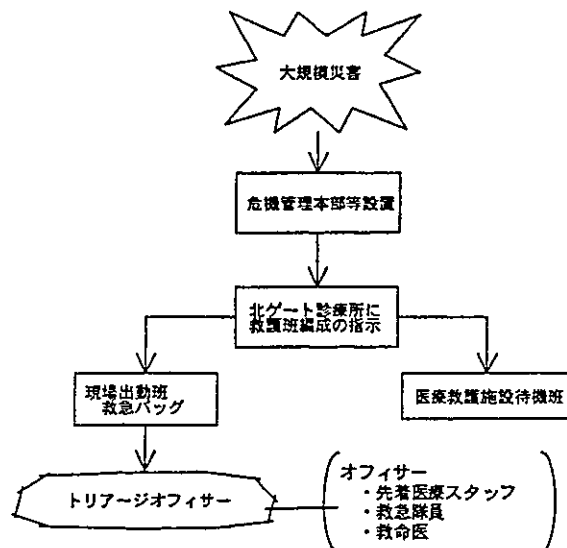 大規模災害
危機管理本部等設置
北ゲート診療所に
救護班編成の指示
現場出動班
救急バッグ
医療救護施設待機班
トリアージオフィサー
オフィサー
・先着医療スタッフ
・救急隊員
・救命医